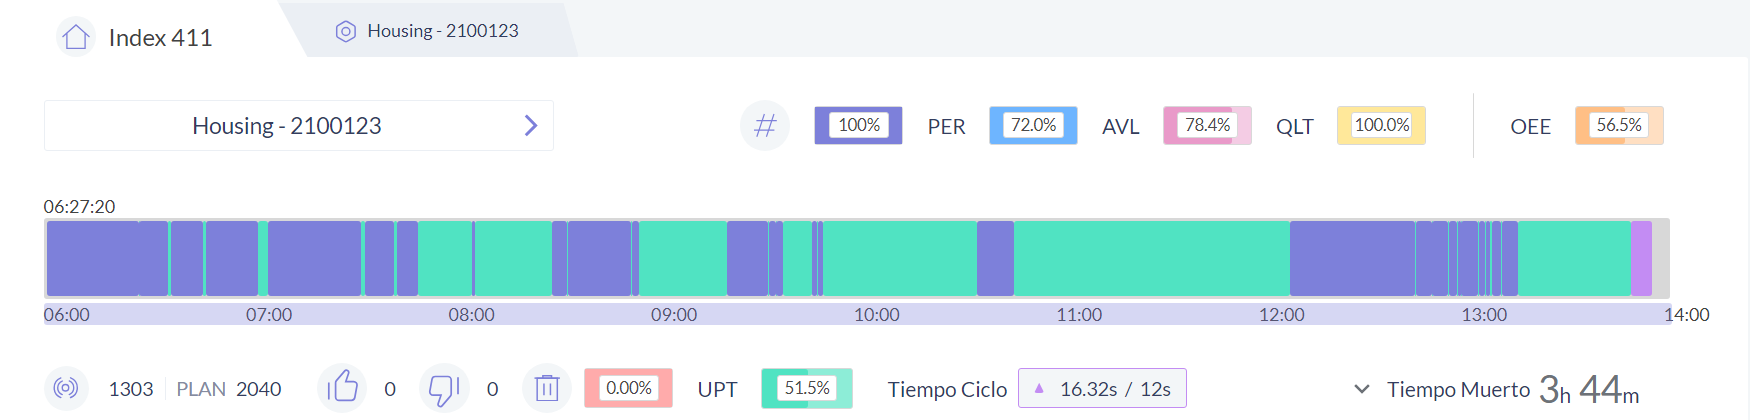 Index 411
Housing - 2100123
Housing - 2100123
100% PER 72.0% AVL 78.4% QLT 100.0% OEE 56.5%
06:27:20
06:00 07:00 08:00 09:00 10:00 11:00 12:00 13:00 14:00
1303 PLAN 2040 0 0 0.00% UPT 51.5% Tiempo Ciclo 16.32s / 12s Tiempo Muerto 3h 44m